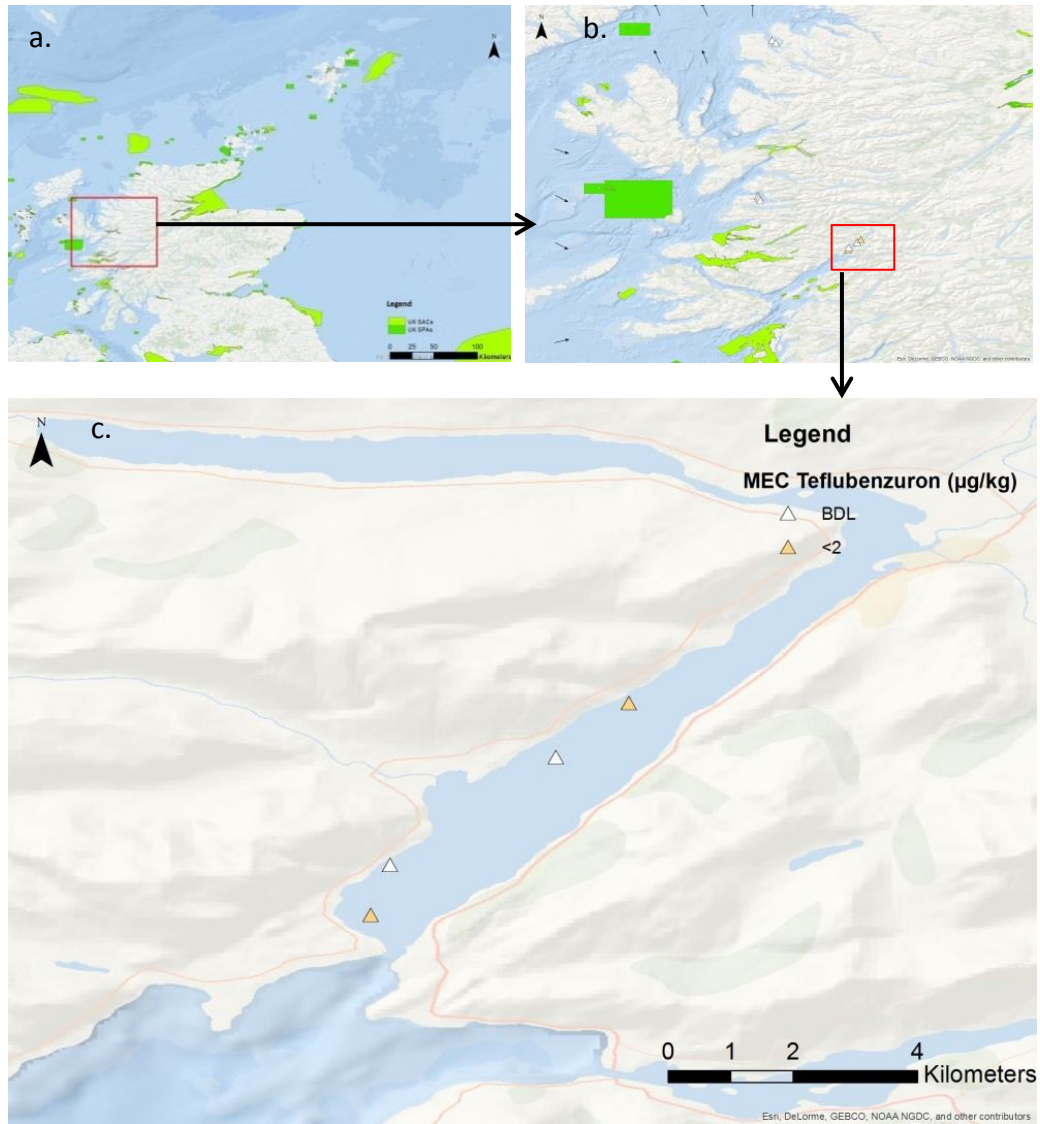 a.
N
Legend
UK SACs
UK SPAs
0 25 50 100
Kilometers
b.
N
Esri, DeLorme, GEBCO, NOAA NGDC, and other contributors
c.
N
Legend
MEC Teflubenzuron (µg/kg)
BDL
<2
0 1 2 4
Kilometers
Esri, DeLorme, GEBCO, NOAA NGDC, and other contributors